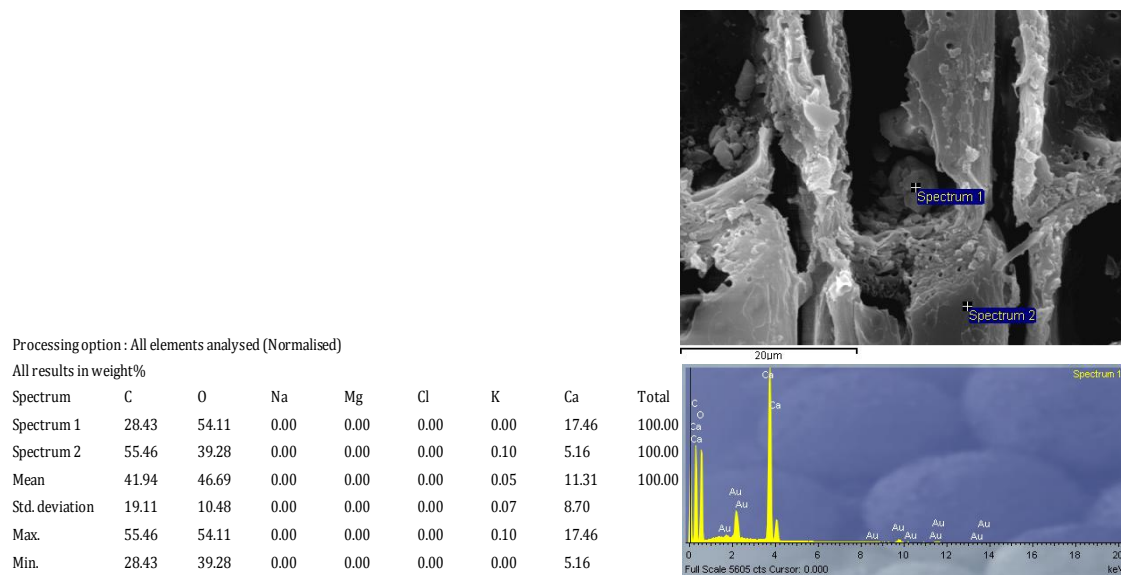 Spectrum 1
Spectrum 2
20µm
Processing option : All elements analysed (Normalised)
All results in weight%
Spectrum C O Na Mg Cl K Ca Total
Spectrum 1 28.43 54.11 0.00 0.00 0.00 0.00 17.46 100.00
Spectrum 2 55.46 39.28 0.00 0.00 0.00 0.10 5.16 100.00
Mean 41.94 46.69 0.00 0.00 0.00 0.05 11.31 100.00
Std. deviation 19.11 10.48 0.00 0.00 0.00 0.07 8.70
Max. 55.46 54.11 0.00 0.00 0.00 0.10 17.46
Min. 28.43 39.28 0.00 0.00 0.00 0.00 5.16
Spectrum 1
Ca
C Ca
O
Ca
Ca
Au
Au
Au
Au Au
Au Au
Au Au
Au
0 2 4 6 8 10 12 14 16 18 20
Full Scale 5605 cts Cursor: 0.000 keV